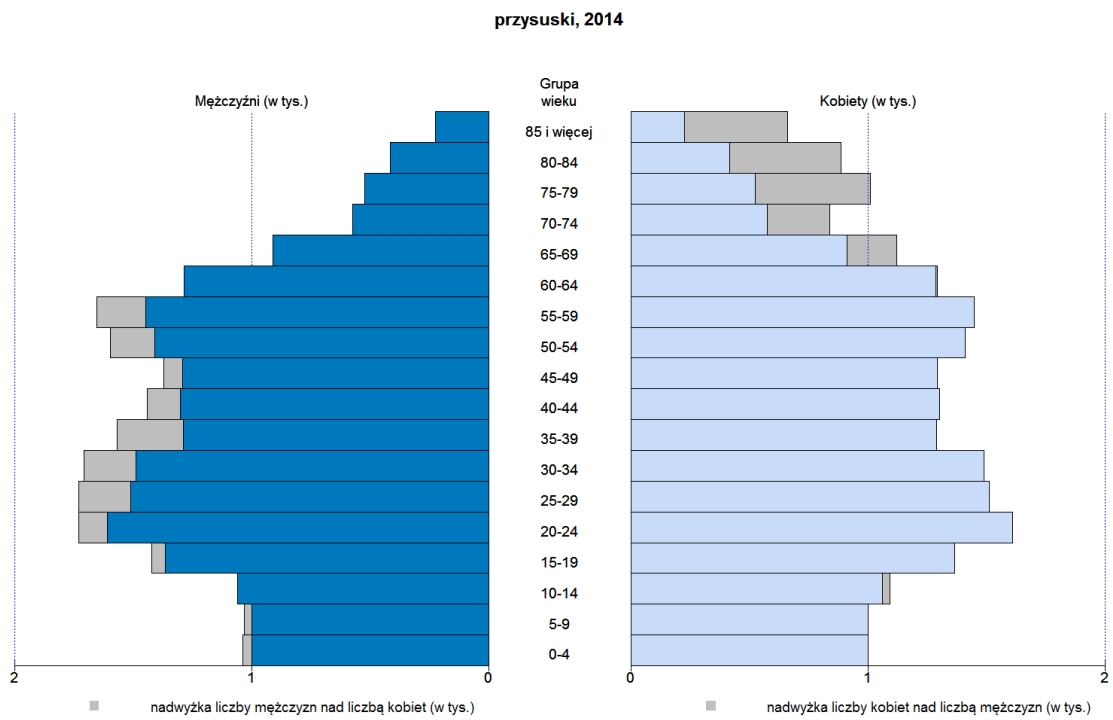 przysuski, 2014
Mężczyźni (w tys.)
Grupa
wieku
Kobiety (w tys.)
85 i więcej
80-84
75-79
70-74
65-69
60-64
55-59
50-54
45-49
40-44
35-39
30-34
25-29
20-24
15-19
10-14
5-9
0-4
2 1 0 0 1 2
nadwyżka liczby mężczyzn nad liczbą kobiet (w tys.)
nadwyżka liczby kobiet nad liczbą mężczyzn (w tys.)